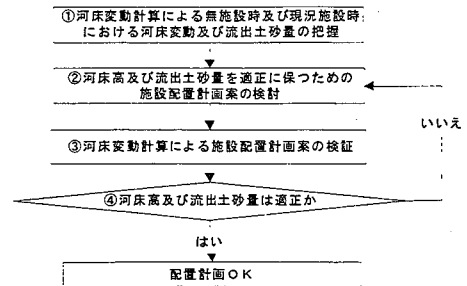 ①河床変動計算による無施設時及び現況施設時
における河床変動及び流出土砂量の把握
②河床高及び流出土砂量を適正に保つための
施設配置計画案の検討
いいえ
③河床変動計算による施設配置計画案の検証
④河床高及び流出土砂量は適正か
はい
配置計画OK